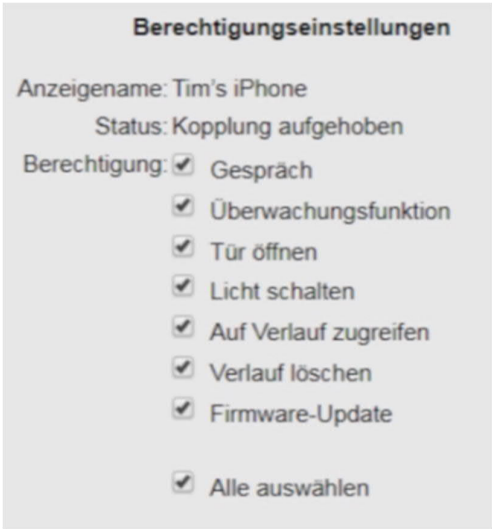 Berechtigungseinstellungen
Anzeigename: Tim's iPhone
Status: Kopplung aufgehoben
Berechtigung: Gespräch
Überwachungsfunktion
Tür öffnen
Licht schalten
Auf Verlauf zugreifen
Verlauf löschen
Firmware-Update
Alle auswählen